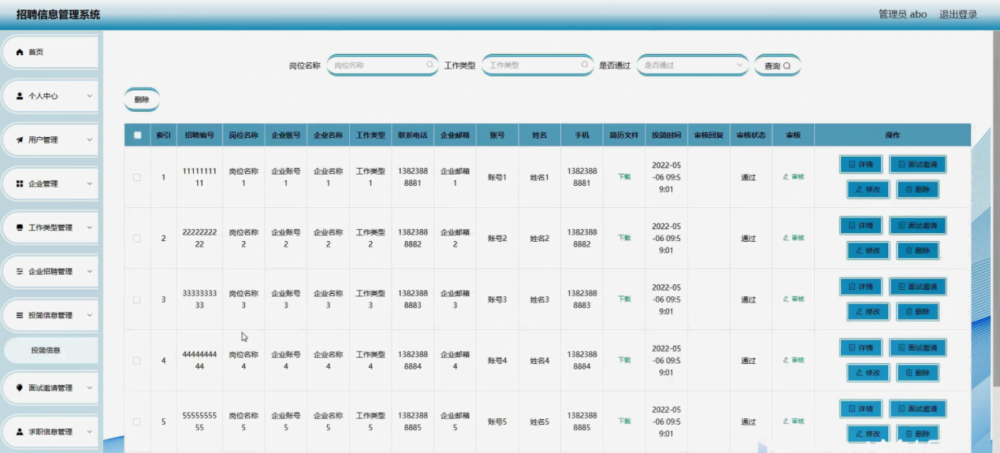 招聘信息管理系统
管理员 abo 退出登录
首页
个人中心
用户管理
企业管理
工作类型管理
企业招聘管理
投简信息管理
投简信息
面试邀请管理
求职信息管理
岗位名称 岗位名称 工作类型 工作类型 是否通过 是否通过 查询
删除
索引 招聘编号 岗位名称 企业账号 企业名称 工作类型 联系电话 企业邮箱 账号 姓名 手机 简历文件 投简时间 审核回复 审核状态 审核 操作
1 1111111111 岗位名称1 企业账号1 企业名称1 工作类型1 13823888881 企业邮箱1 账号1 姓名1 13823888881 下载 2022-05-06 09:59:01 通过 审核 详情 面试邀请 修改 删除
2 2222222222 岗位名称2 企业账号2 企业名称2 工作类型2 13823888882 企业邮箱2 账号2 姓名2 13823888882 下载 2022-05-06 09:59:01 通过 审核 详情 面试邀请 修改 删除
3 3333333333 岗位名称3 企业账号3 企业名称3 工作类型3 13823888883 企业邮箱3 账号3 姓名3 13823888883 下载 2022-05-06 09:59:01 通过 审核 详情 面试邀请 修改 删除
4 4444444444 岗位名称4 企业账号4 企业名称4 工作类型4 13823888884 企业邮箱4 账号4 姓名4 13823888884 下载 2022-05-06 09:59:01 通过 审核 详情 面试邀请 修改 删除
5 5555555555 岗位名称5 企业账号5 企业名称5 工作类型5 13823888885 企业邮箱5 账号5 姓名5 13823888885 下载 2022-05-06 09:59:01 通过 审核 详情 面试邀请 修改 删除